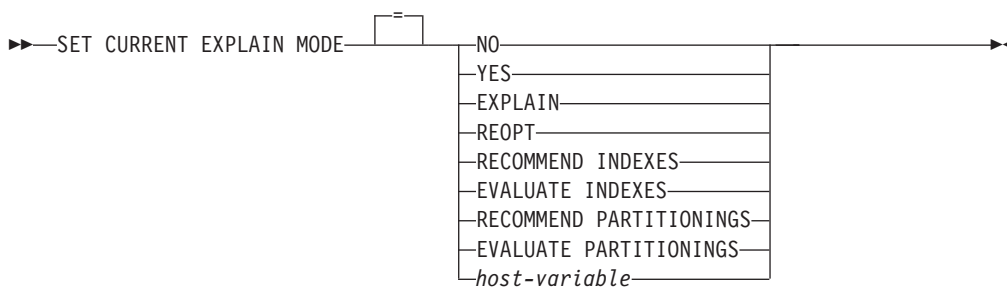 =
SET CURRENT EXPLAIN MODE NO
YES
EXPLAIN
REOPT
RECOMMEND INDEXES
EVALUATE INDEXES
RECOMMEND PARTITIONINGS
EVALUATE PARTITIONINGS
host-variable